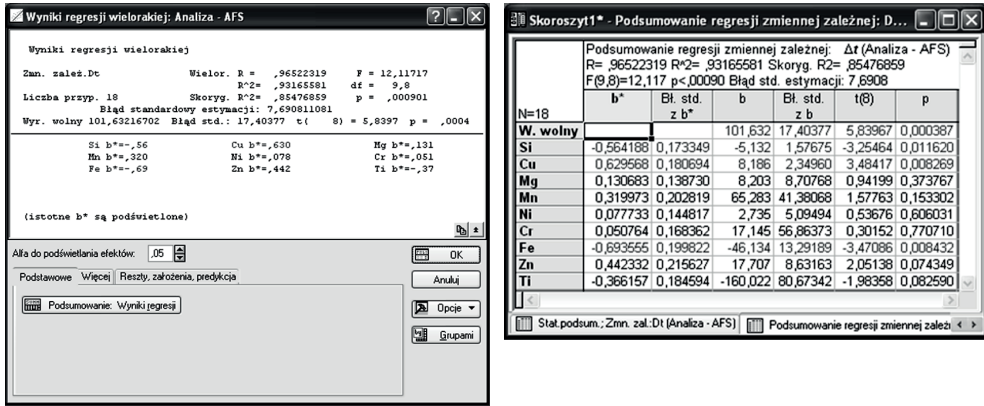 Wyniki regresji wielorakiej: Analiza - AFS
Wyniki regresji wielorakiej
Zmn. zależ.Dt Wielor. R = ,96522319 F = 12,11717
R^2= ,93165581 df = 9,8
Liczba przyp. 18 Skoryg. R^2= ,85476859 p = ,000901
Błąd standardowy estymacji: 7,690811081
Wyr. wolny 101,63216702 Błąd std.: 17,40377 t( 8) = 5,8397 p = ,0004
Si b*=-,56 Cu b*=,630 Mg b*=,131
Mn b*=,320 Ni b*=,078 Cr b*=,051
Fe b*=-,69 Zn b*=,442 Ti b*=-,37
(istotne b* są podświetlone)
Alfa do podświetlania efektów: ,05
OK
Podstawowe Więcej Reszty, założenia, predykcja
Anuluj
Podsumowanie: Wyniki regresji
Opcje
Grupami
Skoroszyt1* - Podsumowanie regresji zmiennej zależnej: D...
Podsumowanie regresji zmiennej zależnej: Δt (Analiza - AFS)
R= ,96522319 R^2= ,93165581 Skoryg. R2= ,85476859
F(9,8)=12,117 p<,00090 Błąd std. estymacji: 7,6908
N=18 b* Bł. std. z b* b Bł. std. z b t(8) p
W. wolny 101,632 17,40377 5,83967 0,000387
Si -0,564188 0,173349 -5,132 1,57675 -3,25464 0,011620
Cu 0,629568 0,180694 8,186 2,34960 3,48417 0,008269
Mg 0,130683 0,138730 8,203 8,70768 0,94199 0,373767
Mn 0,319973 0,202819 65,283 41,38068 1,57763 0,153302
Ni 0,077733 0,144817 2,735 5,09494 0,53676 0,606031
Cr 0,050764 0,168362 17,145 56,86373 0,30152 0,770710
Fe -0,693555 0,199822 -46,134 13,29189 -3,47086 0,008432
Zn 0,442332 0,215627 17,707 8,63163 2,05138 0,074349
Ti -0,366157 0,184594 -160,022 80,67342 -1,98358 0,082590
Stat.podsum.; Zmn. zal.:Dt (Analiza - AFS) Podsumowanie regresji zmiennej zależ